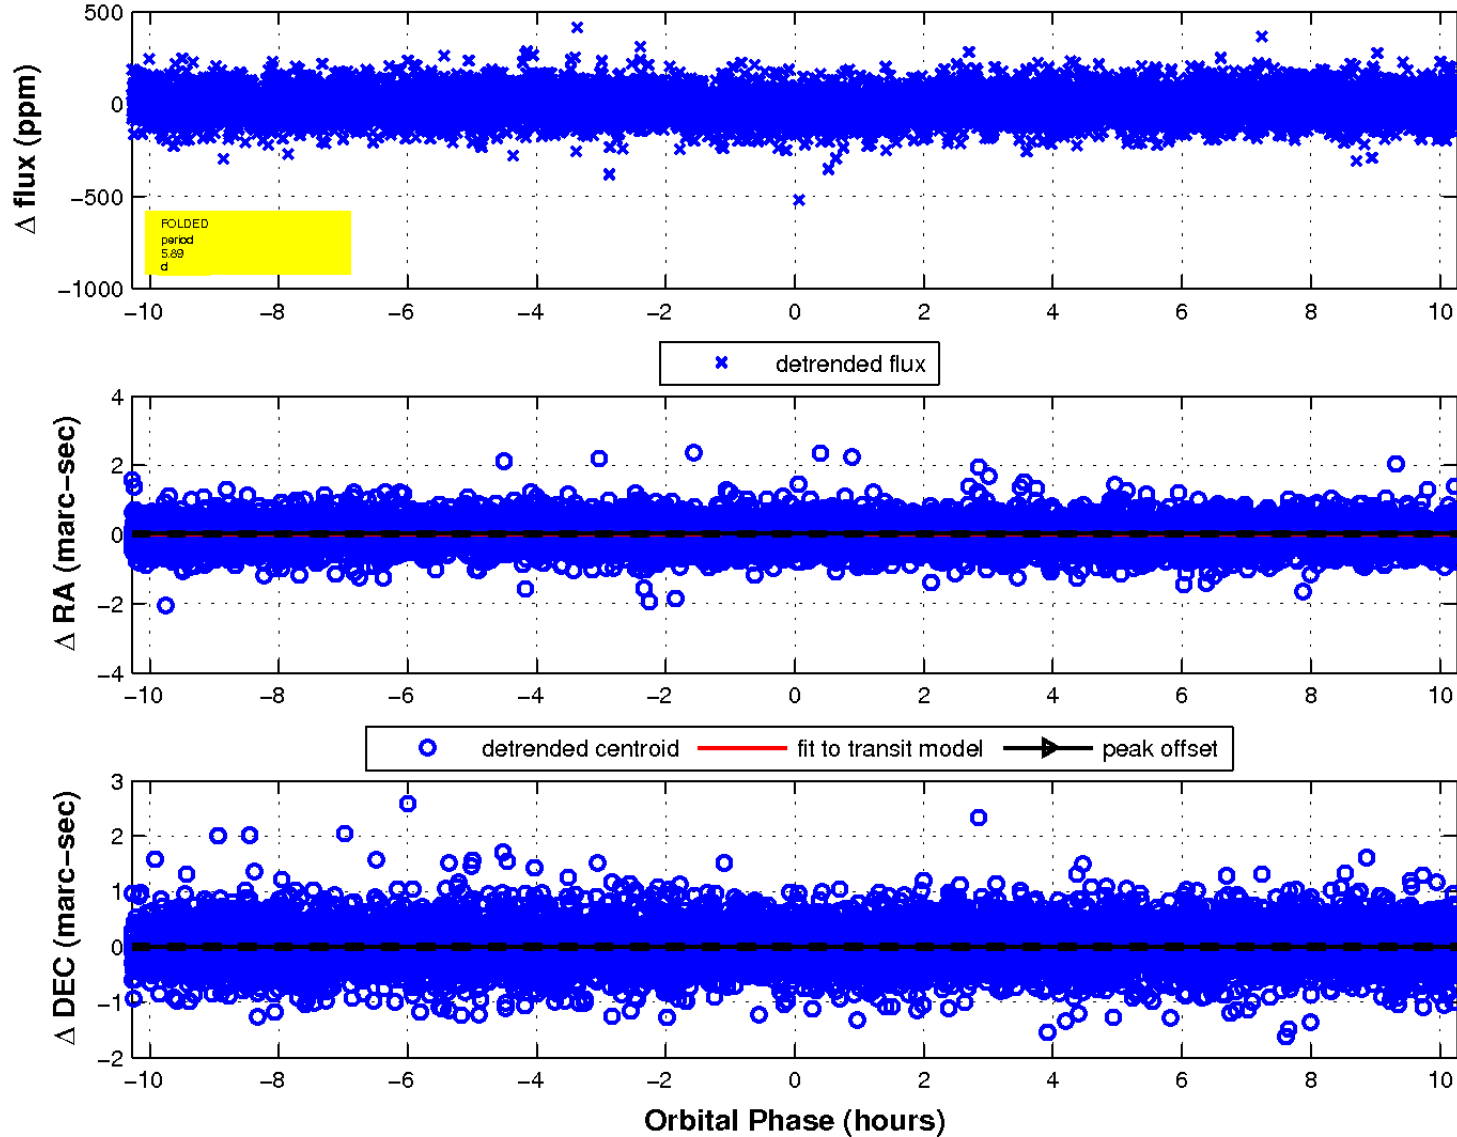 500
0
−500
−1000
Δ flux (ppm)
FOLDED
period
5.89
d
−10 −8 −6 −4 −2 0 2 4 6 8 10
detrended flux
4
2
0
−2
−4
Δ RA (marc−sec)
−10 −8 −6 −4 −2 0 2 4 6 8 10
detrended centroid fit to transit model peak offset
3
2
1
0
−1
−2
Δ DEC (marc−sec)
−10 −8 −6 −4 −2 0 2 4 6 8 10
Orbital Phase (hours)